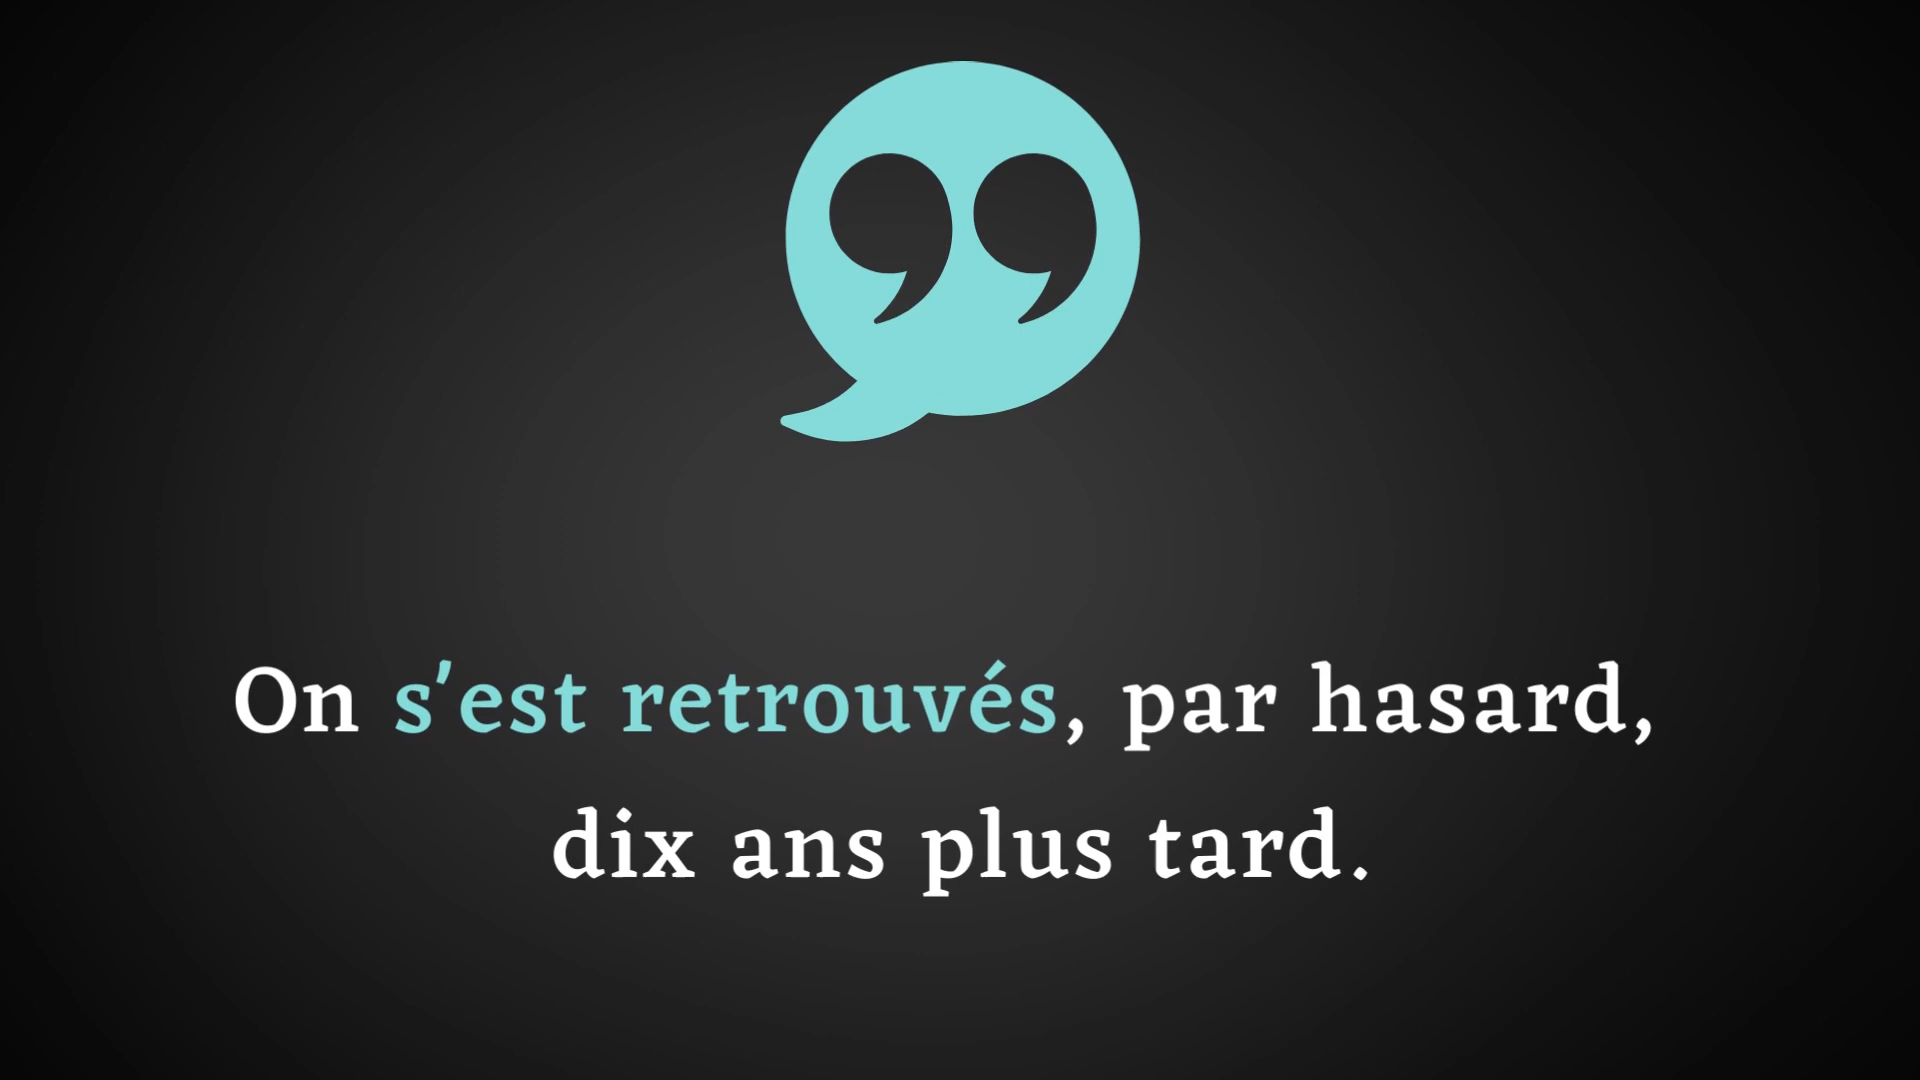 On s'est retrouvés, par hasard,
dix ans plus tard.